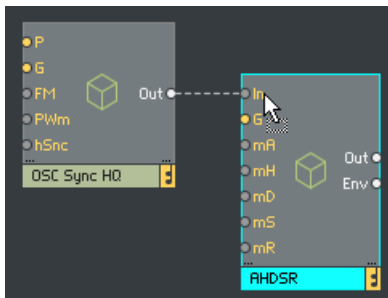 P
G
FM
Out
PWm
hSnc
...
...
OSC Sync HQ
In
G
mA
mH
Out
mD
Env
mS
mR
...
...
AHDSR